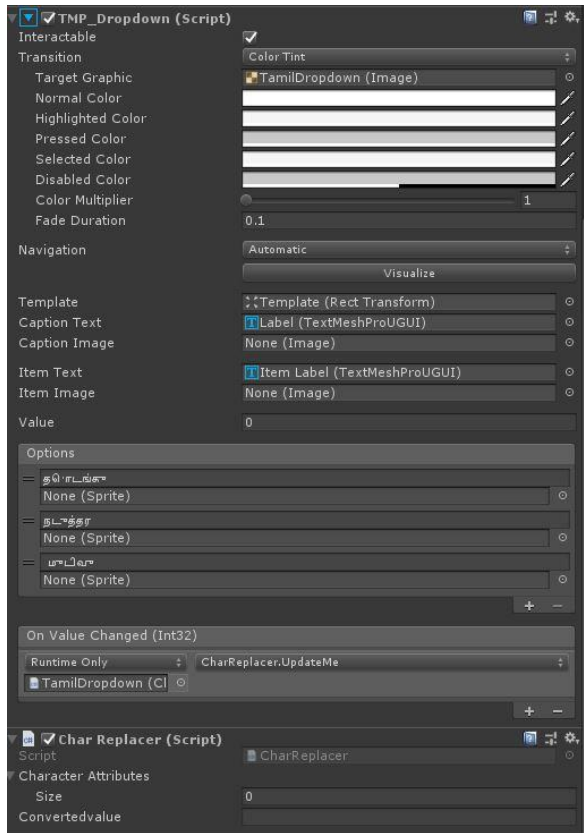 TMP_Dropdown (Script)
Interactable
Transition Color Tint
Target Graphic TamilDropdown (Image)
Normal Color
Highlighted Color
Pressed Color
Selected Color
Disabled Color
Color Multiplier 1
Fade Duration 0.1
Navigation Automatic
Visualize
Template Template (Rect Transform)
Caption Text Label (TextMeshProUGUI)
Caption Image None (Image)
Item Text Item Label (TextMeshProUGUI)
Item Image None (Image)
Value 0
Options
None (Sprite)
None (Sprite)
None (Sprite)
+ −
On Value Changed (Int32)
Runtime Only CharReplacer.UpdateMe
TamilDropdown (Cl
+ −
Char Replacer (Script)
Script CharReplacer
Character Attributes
Size 0
Convertedvalue